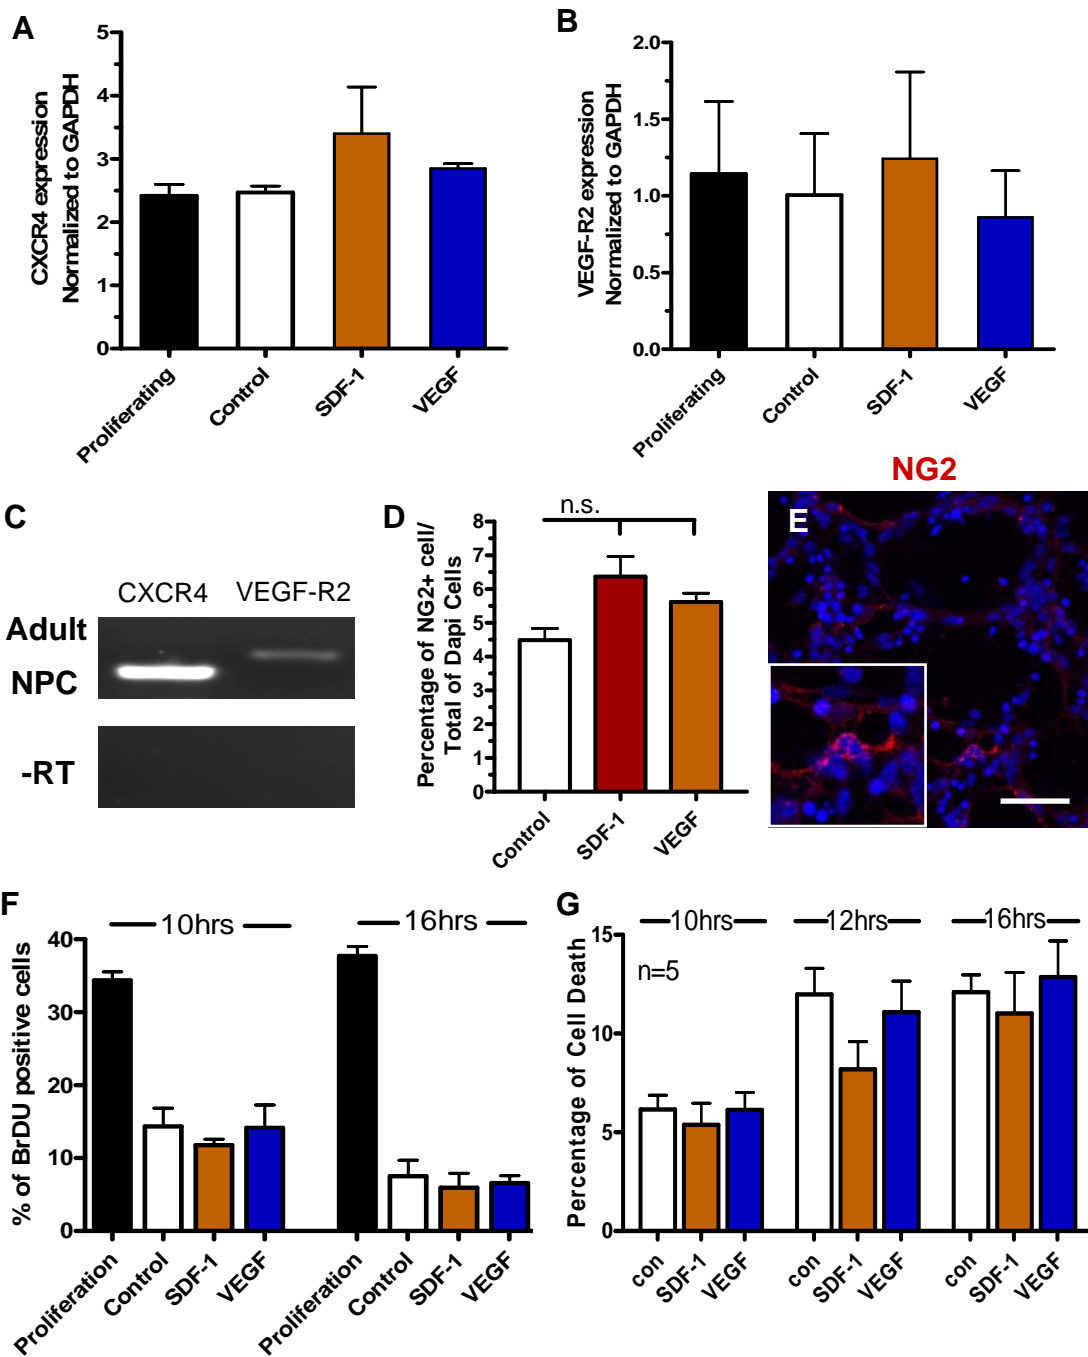 A
CXCR4 expression
Normalized to GAPDH
5
4
3
2
1
0
Proliferating
Control
SDF-1
VEGF
B
VEGF-R2 expression
Normalized to GAPDH
2.0
1.5
1.0
0.5
0.0
Proliferating
Control
SDF-1
VEGF
C
CXCR4 VEGF-R2
Adult
NPC
-RT
D
n.s.
Percentage of NG2+ cell/
Total of Dapi Cells
8
7
6
5
4
3
2
1
0
Control
SDF-1
VEGF
NG2
E
F
10hrs
16hrs
% of BrDU positive cells
40
30
20
10
0
Proliferation
Control
SDF-1
VEGF
Proliferation
Control
SDF-1
VEGF
G
10hrs
12hrs
16hrs
n=5
Percentage of Cell Death
15
10
5
0
con
SDF-1
VEGF
con
SDF-1
VEGF
con
SDF-1
VEGF